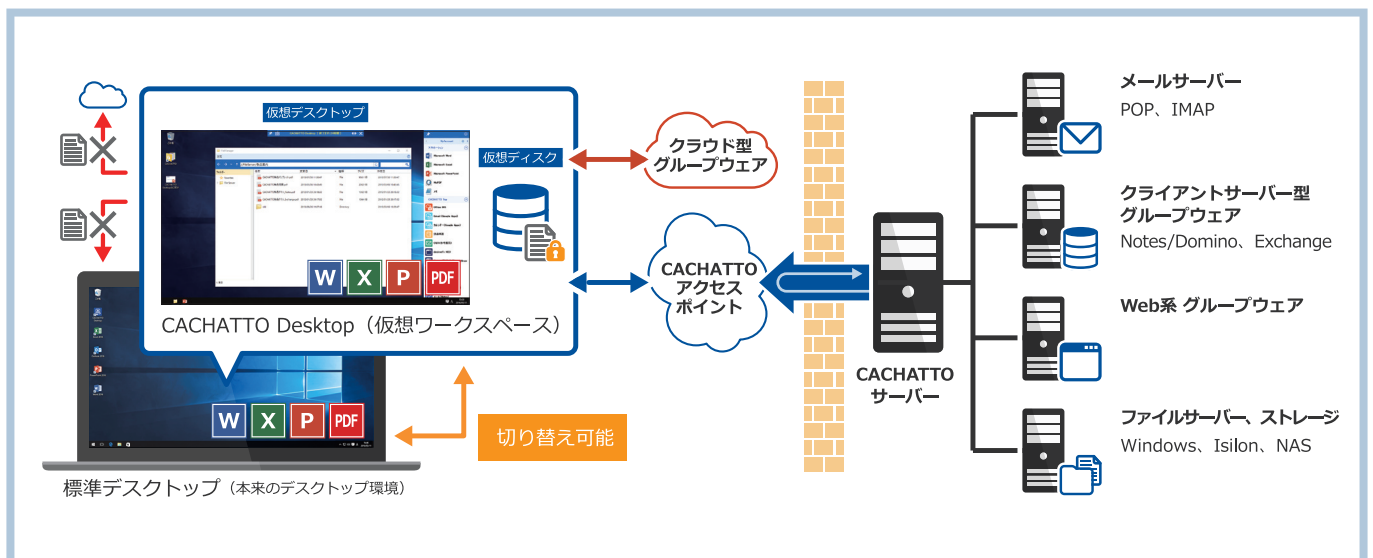 仮想デスクトップ
仮想ディスク
W X P PDF
CACHATTO Desktop（仮想ワークスペース）
W X P PDF
標準デスクトップ（本来のデスクトップ環境）
切り替え可能
クラウド型
グループウェア
CACHATTO
アクセス
ポイント
CACHATTO
サーバー
メールサーバー
POP、IMAP
クライアントサーバー型
グループウェア
Notes/Domino、Exchange
Web系 グループウェア
ファイルサーバー、ストレージ
Windows、Isilon、NAS